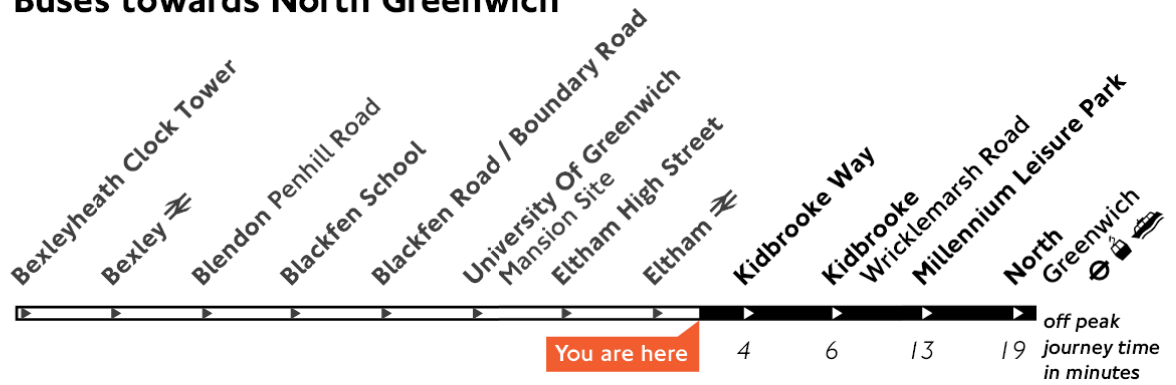 Buses towards North Greenwich
Bexleyheath Clock Tower
Bexley
Blendon Penhill Road
Blackfen School
Blackfen Road / Boundary Road
University Of Greenwich
Mansion Site
Eltham High Street
Eltham
Kidbrooke Way
Kidbrooke
Wricklemarsh Road
Millennium Leisure Park
North
Greenwich
You are here
4
6
13
19
off peak
journey time
in minutes